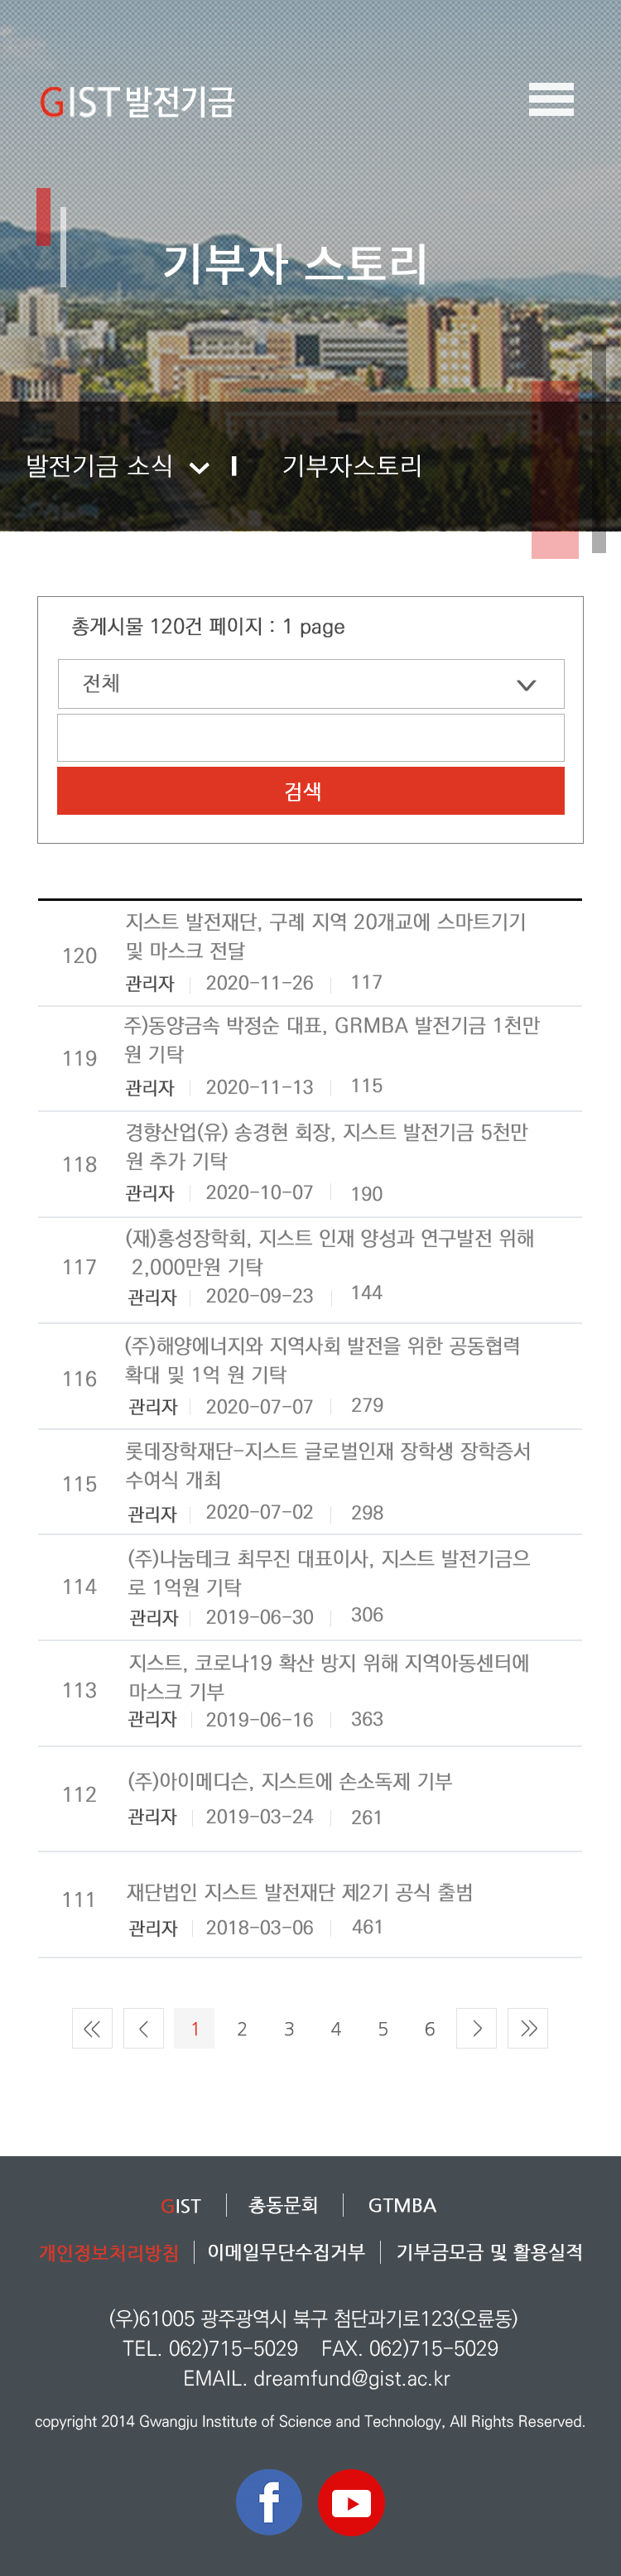 GIST 발전기금
기부자 스토리
발전기금 소식
기부자스토리
총게시물 120건 페이지 : 1 page
전체
검색
120
지스트 발전재단, 구례 지역 20개교에 스마트기기
및 마스크 전달
관리자 2020-11-26 117
119
주)동양금속 박정순 대표, GRMBA 발전기금 1천만
원 기탁
관리자 2020-11-13 115
118
경향산업(유) 송경현 회장, 지스트 발전기금 5천만
원 추가 기탁
관리자 2020-10-07 190
117
(재)홍성장학회, 지스트 인재 양성과 연구발전 위해
2,000만원 기탁
관리자 2020-09-23 144
116
(주)해양에너지와 지역사회 발전을 위한 공동협력
확대 및 1억 원 기탁
관리자 2020-07-07 279
115
롯데장학재단-지스트 글로벌인재 장학생 장학증서
수여식 개최
관리자 2020-07-02 298
114
(주)나눔테크 최무진 대표이사, 지스트 발전기금으
로 1억원 기탁
관리자 2019-06-30 306
113
지스트, 코로나19 확산 방지 위해 지역아동센터에
마스크 기부
관리자 2019-06-16 363
112
(주)아이메디슨, 지스트에 손소독제 기부
관리자 2019-03-24 261
111
재단법인 지스트 발전재단 제2기 공식 출범
관리자 2018-03-06 461
1 2 3 4 5 6
GIST 총동문회 GTMBA
개인정보처리방침 이메일무단수집거부 기부금모금 및 활용실적
(우)61005 광주광역시 북구 첨단과기로123(오룡동)
TEL. 062)715-5029 FAX. 062)715-5029
EMAIL. dreamfund@gist.ac.kr
copyright 2014 Gwangju Institute of Science and Technology, All Rights Reserved.